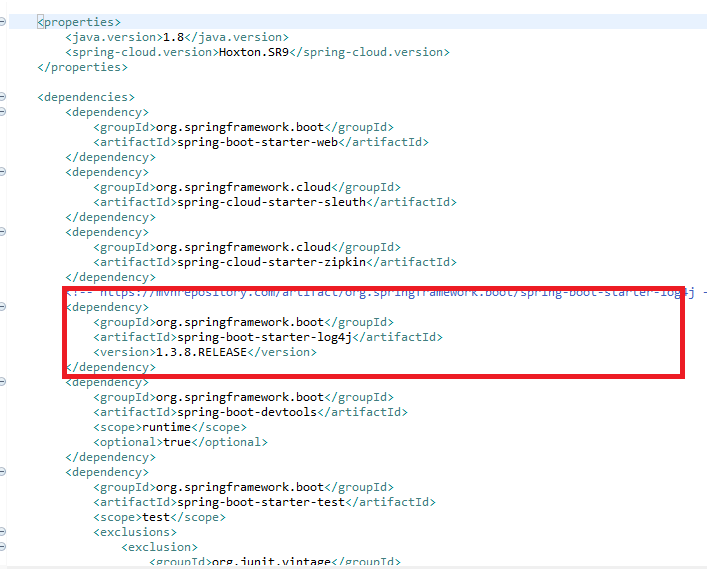 <properties>
<java.version>1.8</java.version>
<spring-cloud.version>Hoxton.SR9</spring-cloud.version>
</properties>
<dependencies>
<dependency>
<groupId>org.springframework.boot</groupId>
<artifactId>spring-boot-starter-web</artifactId>
</dependency>
<dependency>
<groupId>org.springframework.cloud</groupId>
<artifactId>spring-cloud-starter-sleuth</artifactId>
</dependency>
<dependency>
<groupId>org.springframework.cloud</groupId>
<artifactId>spring-cloud-starter-zipkin</artifactId>
</dependency>
<!-- https://mvnrepository.com/artifact/org.springframework.boot/spring-boot-starter-log4j -
<dependency>
<groupId>org.springframework.boot</groupId>
<artifactId>spring-boot-starter-log4j</artifactId>
<version>1.3.8.RELEASE</version>
</dependency>
<dependency>
<groupId>org.springframework.boot</groupId>
<artifactId>spring-boot-devtools</artifactId>
<scope>runtime</scope>
<optional>true</optional>
</dependency>
<dependency>
<groupId>org.springframework.boot</groupId>
<artifactId>spring-boot-starter-test</artifactId>
<scope>test</scope>
<exclusions>
<exclusion>
<groupId>org.junit.vintage</groupId>